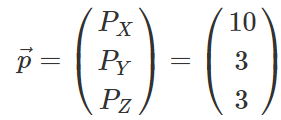 p⃗ = ( P_X P_Y P_Z ) = ( 10 3 3 )